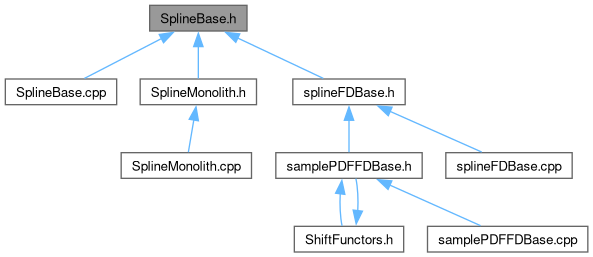 SplineBase.h
SplineBase.cpp
SplineMonolith.h
splineFDBase.h
SplineMonolith.cpp
samplePDFFDBase.h
splineFDBase.cpp
ShiftFunctors.h
samplePDFFDBase.cpp